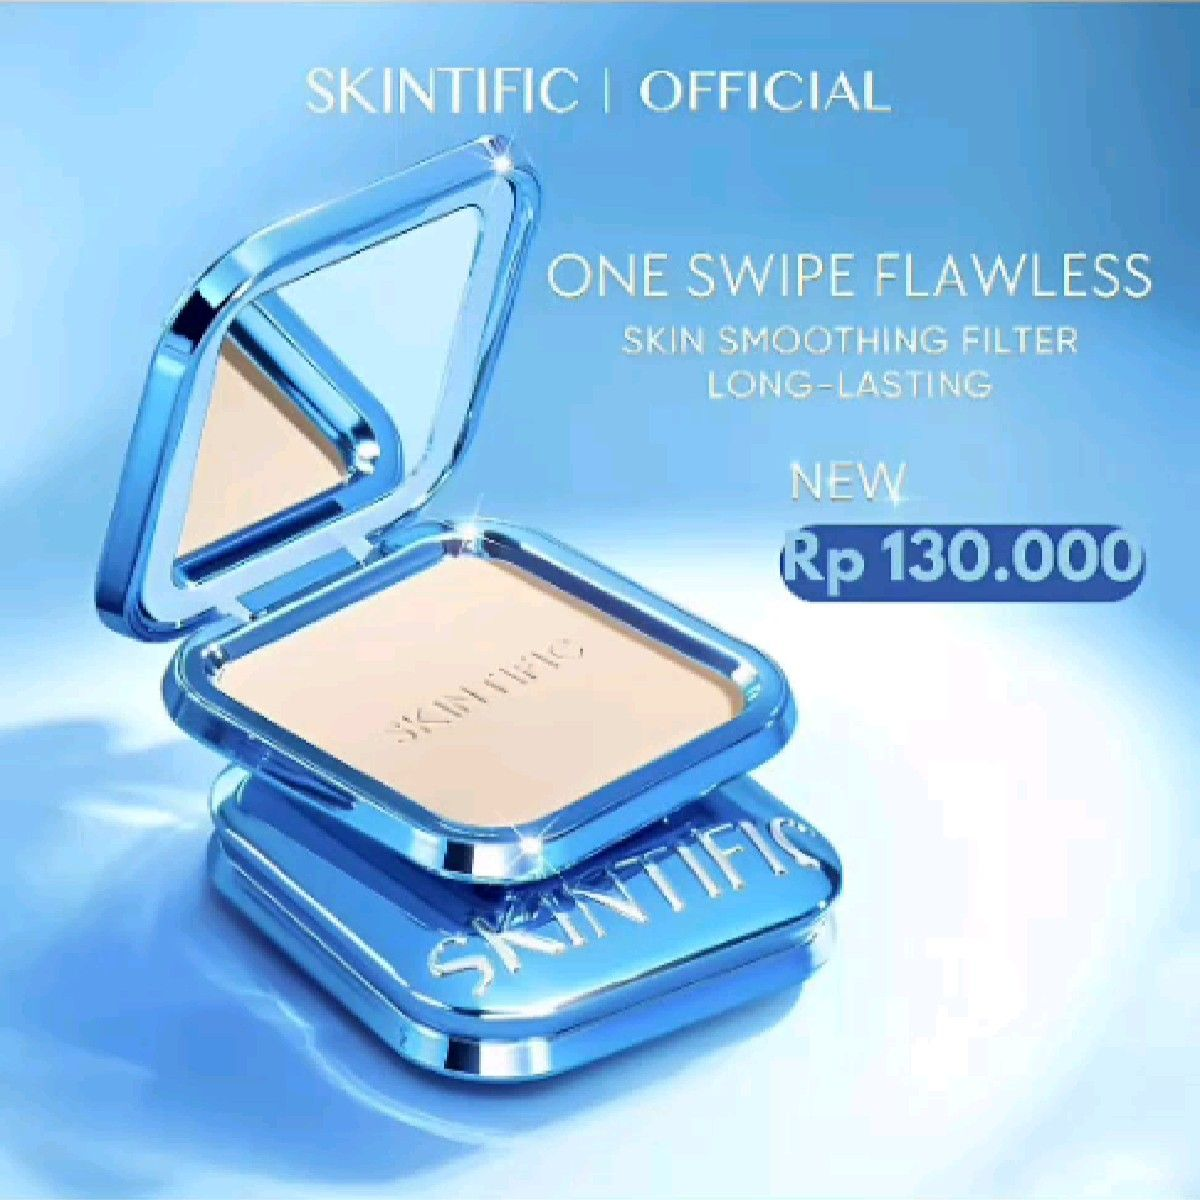 SKINTIFIC | OFFICIAL
ONE SWIPE FLAWLESS
SKIN SMOOTHING FILTER
LONG-LASTING
NEW
Rp 130.000
SKINTIFIC
SKINTIFIC